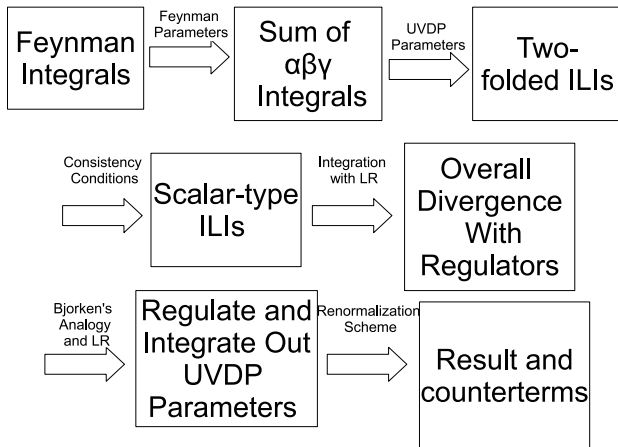 Feynman
Integrals
Feynman
Parameters
Sum of
αβγ
Integrals
UVDP
Parameters
Two-
folded ILIs
Consistency
Conditions
Scalar-type
ILIs
Integration
with LR
Overall
Divergence
With
Regulators
Bjorken's
Analogy
and LR
Regulate and
Integrate Out
UVDP
Parameters
Renormalization
Scheme
Result and
counterterms